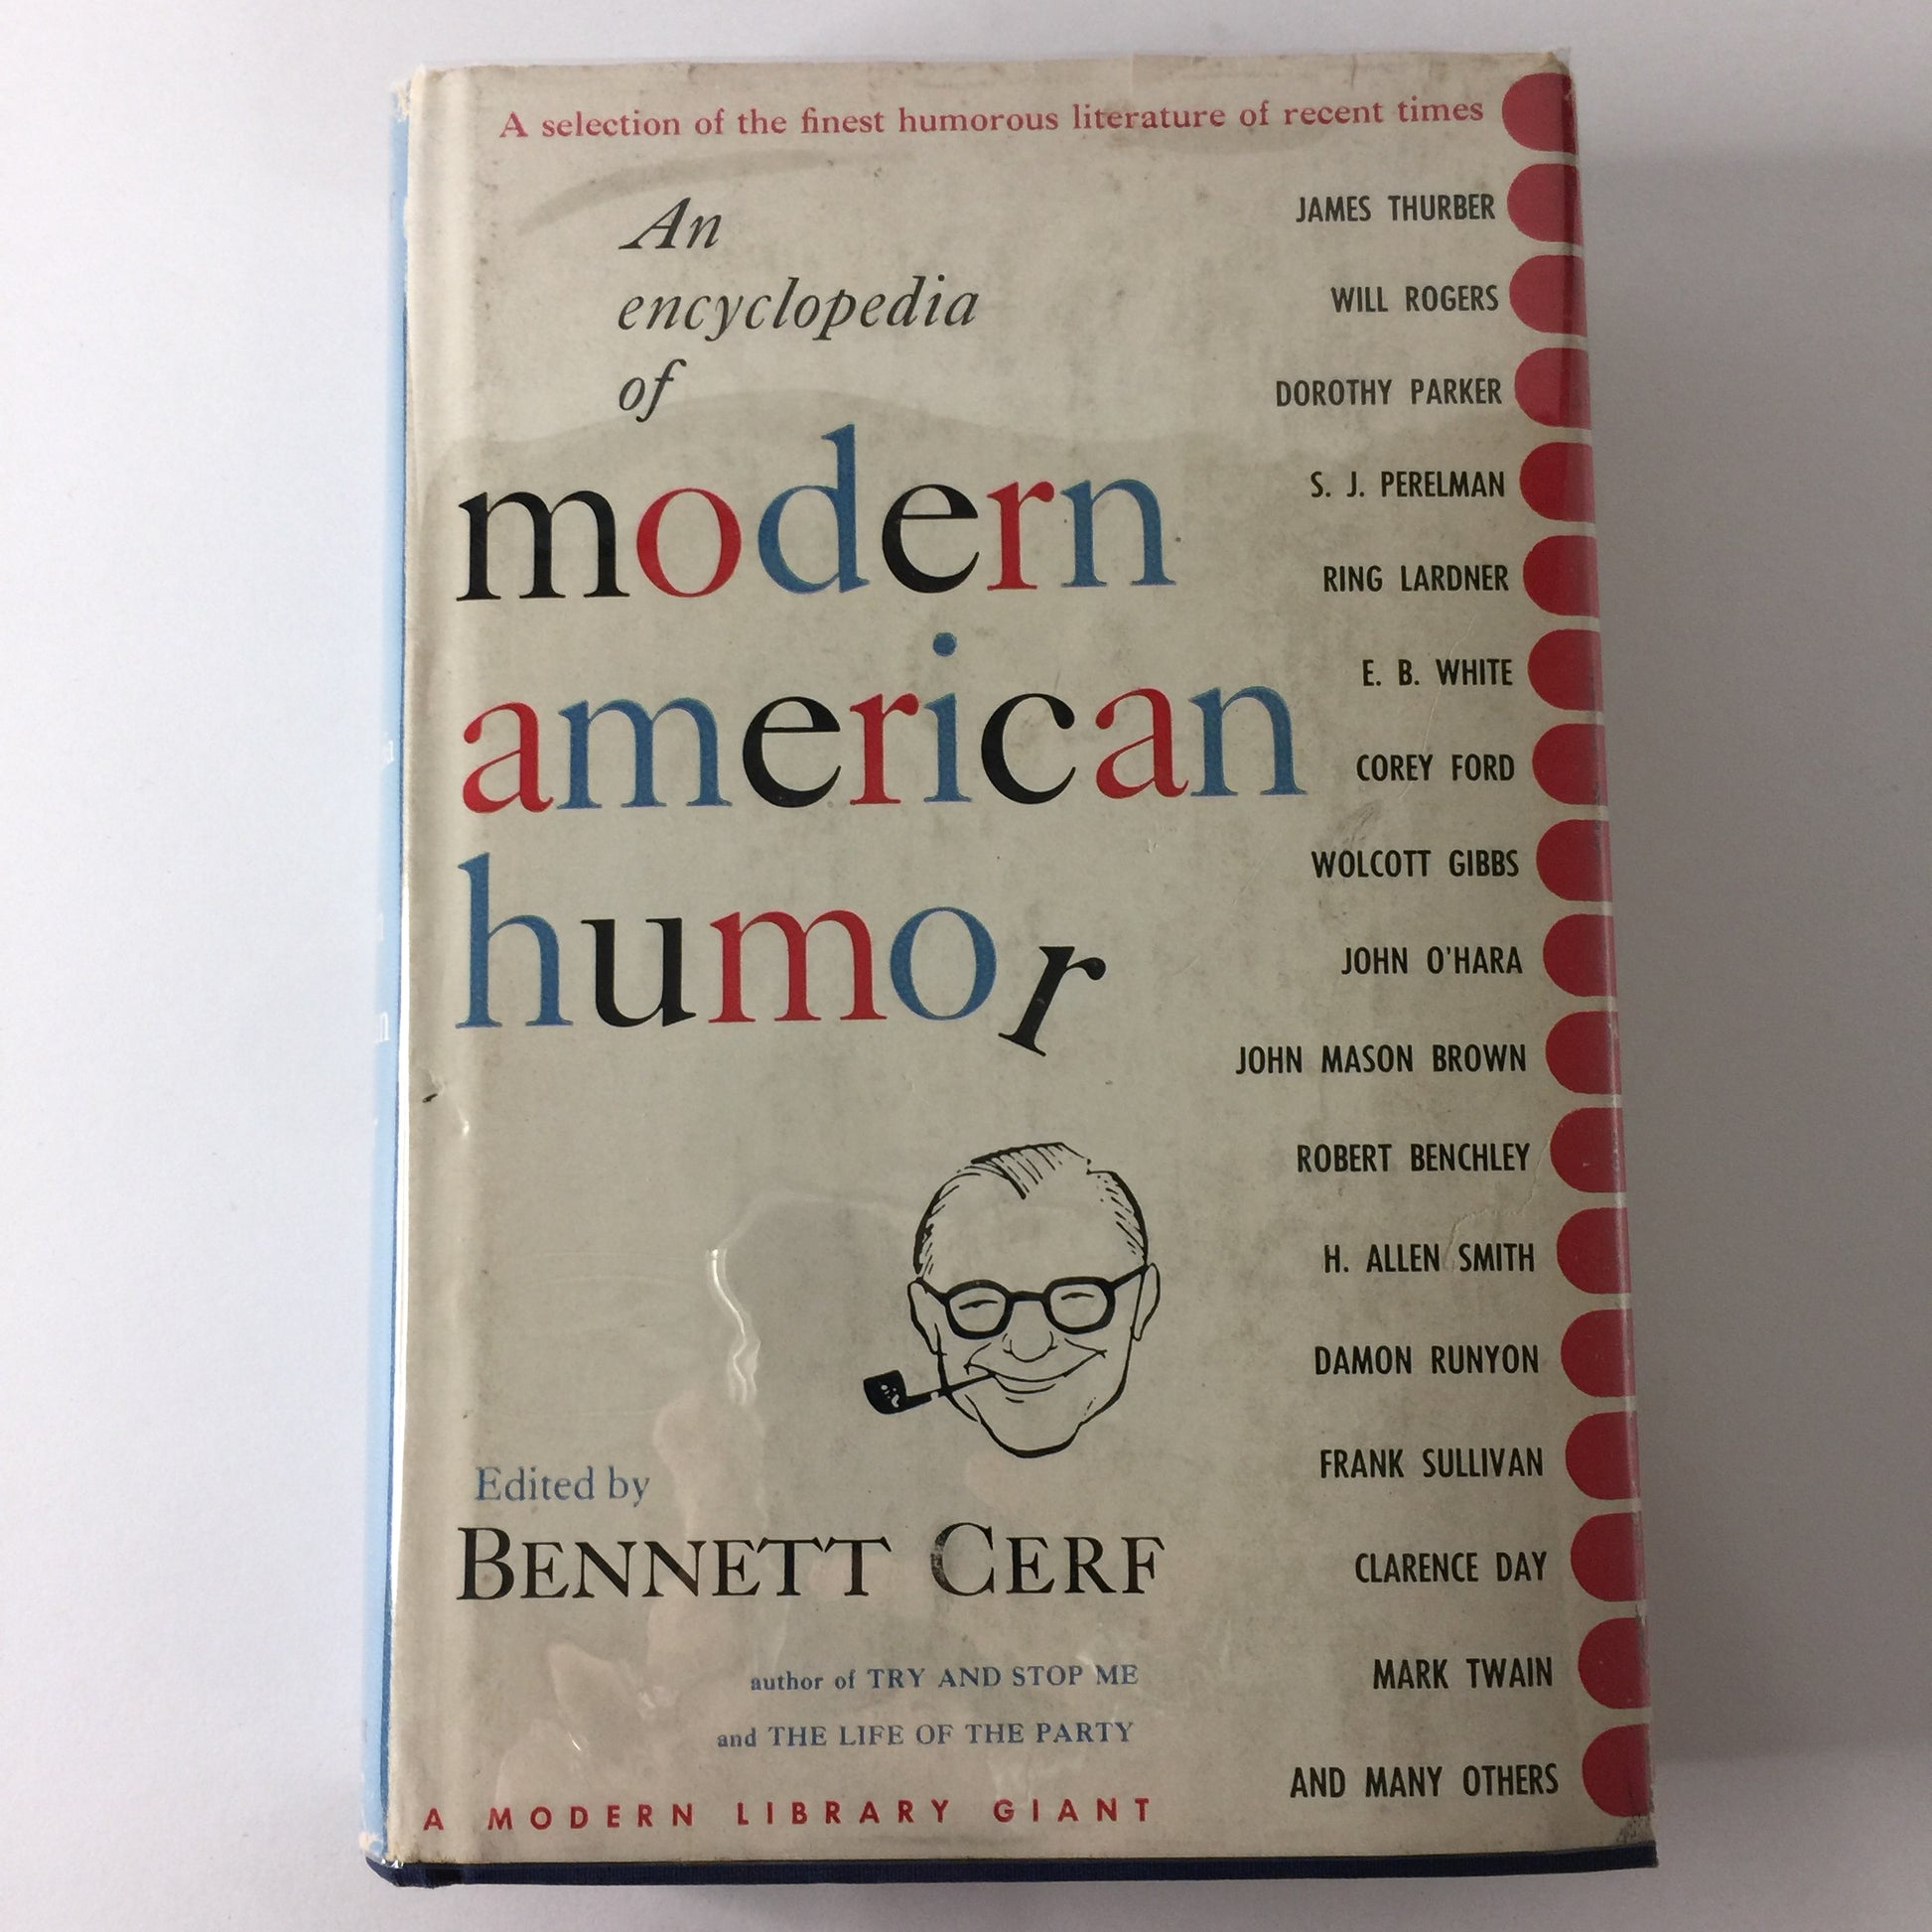 A selection of the finest humorous literature of recent times
An
encyclopedia
of
modern
american
humor
JAMES THURBER
WILL ROGERS
DOROTHY PARKER
S. J. PERELMAN
RING LARDNER
E. B. WHITE
COREY FORD
WOLCOTT GIBBS
JOHN O'HARA
JOHN MASON BROWN
ROBERT BENCHLEY
H. ALLEN SMITH
DAMON RUNYON
FRANK SULLIVAN
CLARENCE DAY
MARK TWAIN
AND MANY OTHERS
Edited by
BENNETT CERF
author of TRY AND STOP ME
and THE LIFE OF THE PARTY
A MODERN LIBRARY GIANT